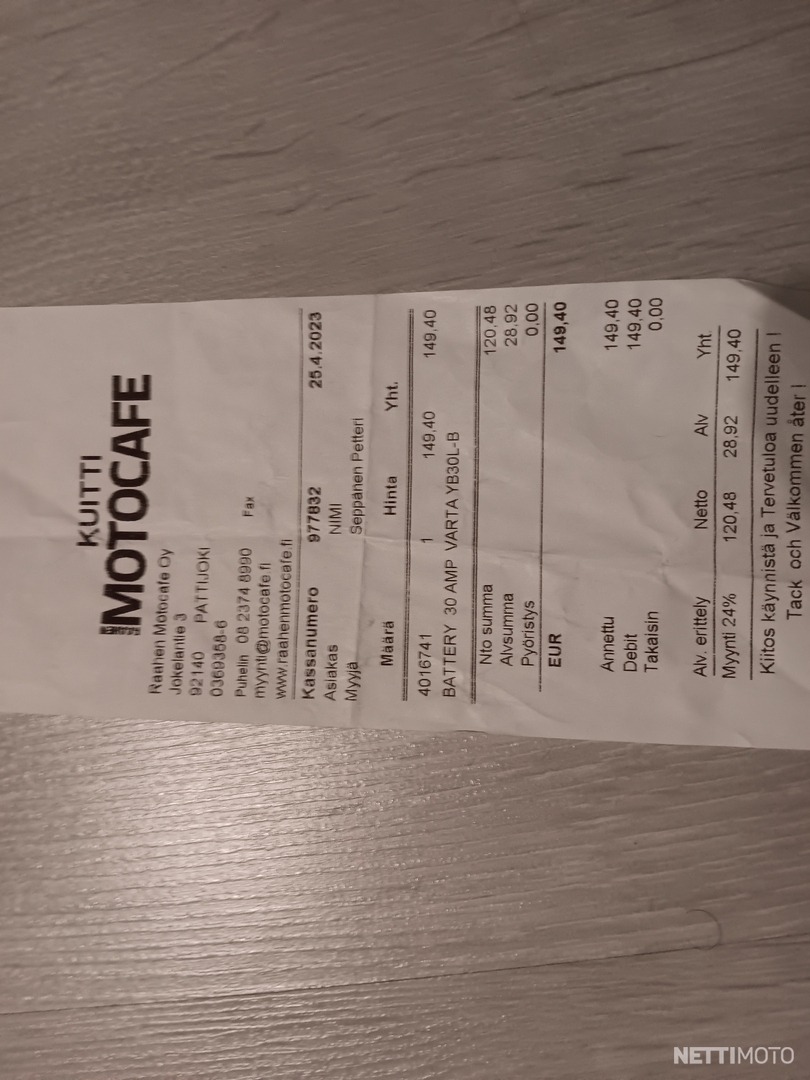 KUITTI
MOTOCAFE
Raahen Motocafe Oy
Jokelantie 3
92140 PATTIJOKI
0369368-6
Puhelin 08 2374 8990 Fax
myynti@motocafe.fi
www.raahenmotocafe.fi
Kassanumero 977832 25.4.2023
Asiakas NIMI
Myyjä Seppänen Petteri
Määrä Hinta Yht.
4016741 1 149,40 149,40
BATTERY 30 AMP VARTA YB30L-B
Nto summa 120,48
Alvsumma 28,92
Pyöristys 0,00
EUR 149,40
Annettu 149,40
Debit 149,40
Takaisin 0,00
Alv. erittely Netto Alv Yht.
Myynti 24% 120,48 28,92 149,40
Kiitos käynnistä ja Tervetuloa uudelleen !
Tack och Välkommen åter !
NETTIMOTO